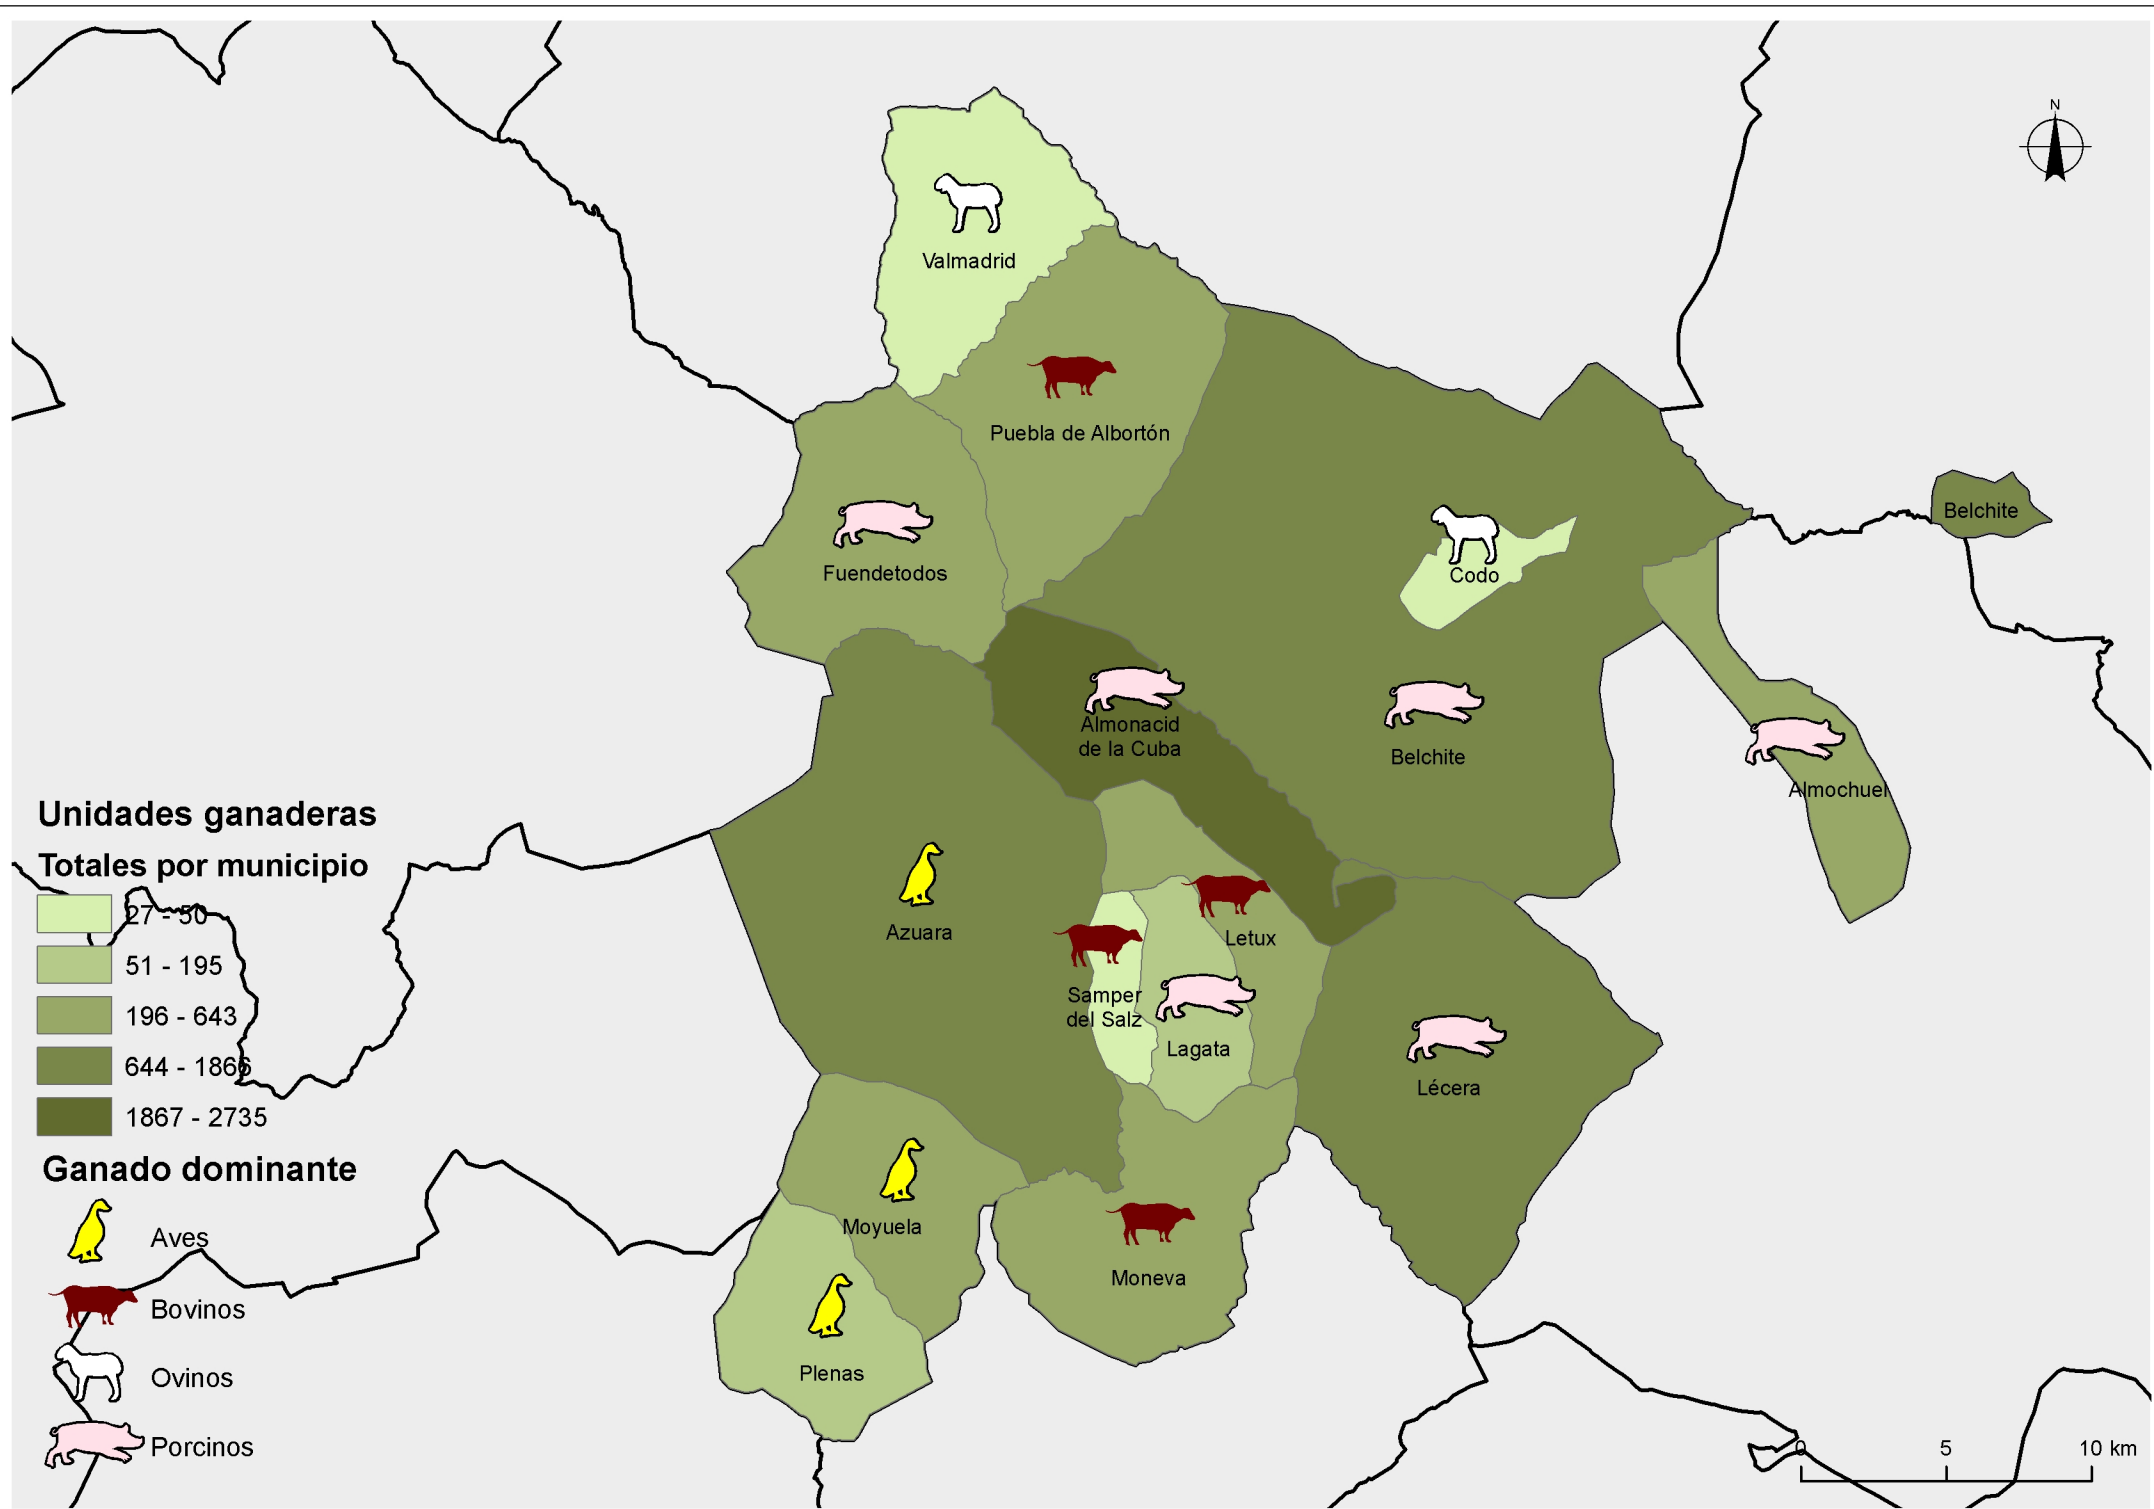 N
Valmadrid
Puebla de Albortón
Belchite
Codo
Fuendetodos
Almonacid
de la Cuba
Belchite
Almochuel
Azuara
Letux
Samper
del Salz
Lagata
Lécera
Moyuela
Moneva
Plenas
Unidades ganaderas
Totales por municipio
27 - 50
51 - 195
196 - 643
644 - 1866
1867 - 2735
Ganado dominante
Aves
Bovinos
Ovinos
Porcinos
0 5 10 km